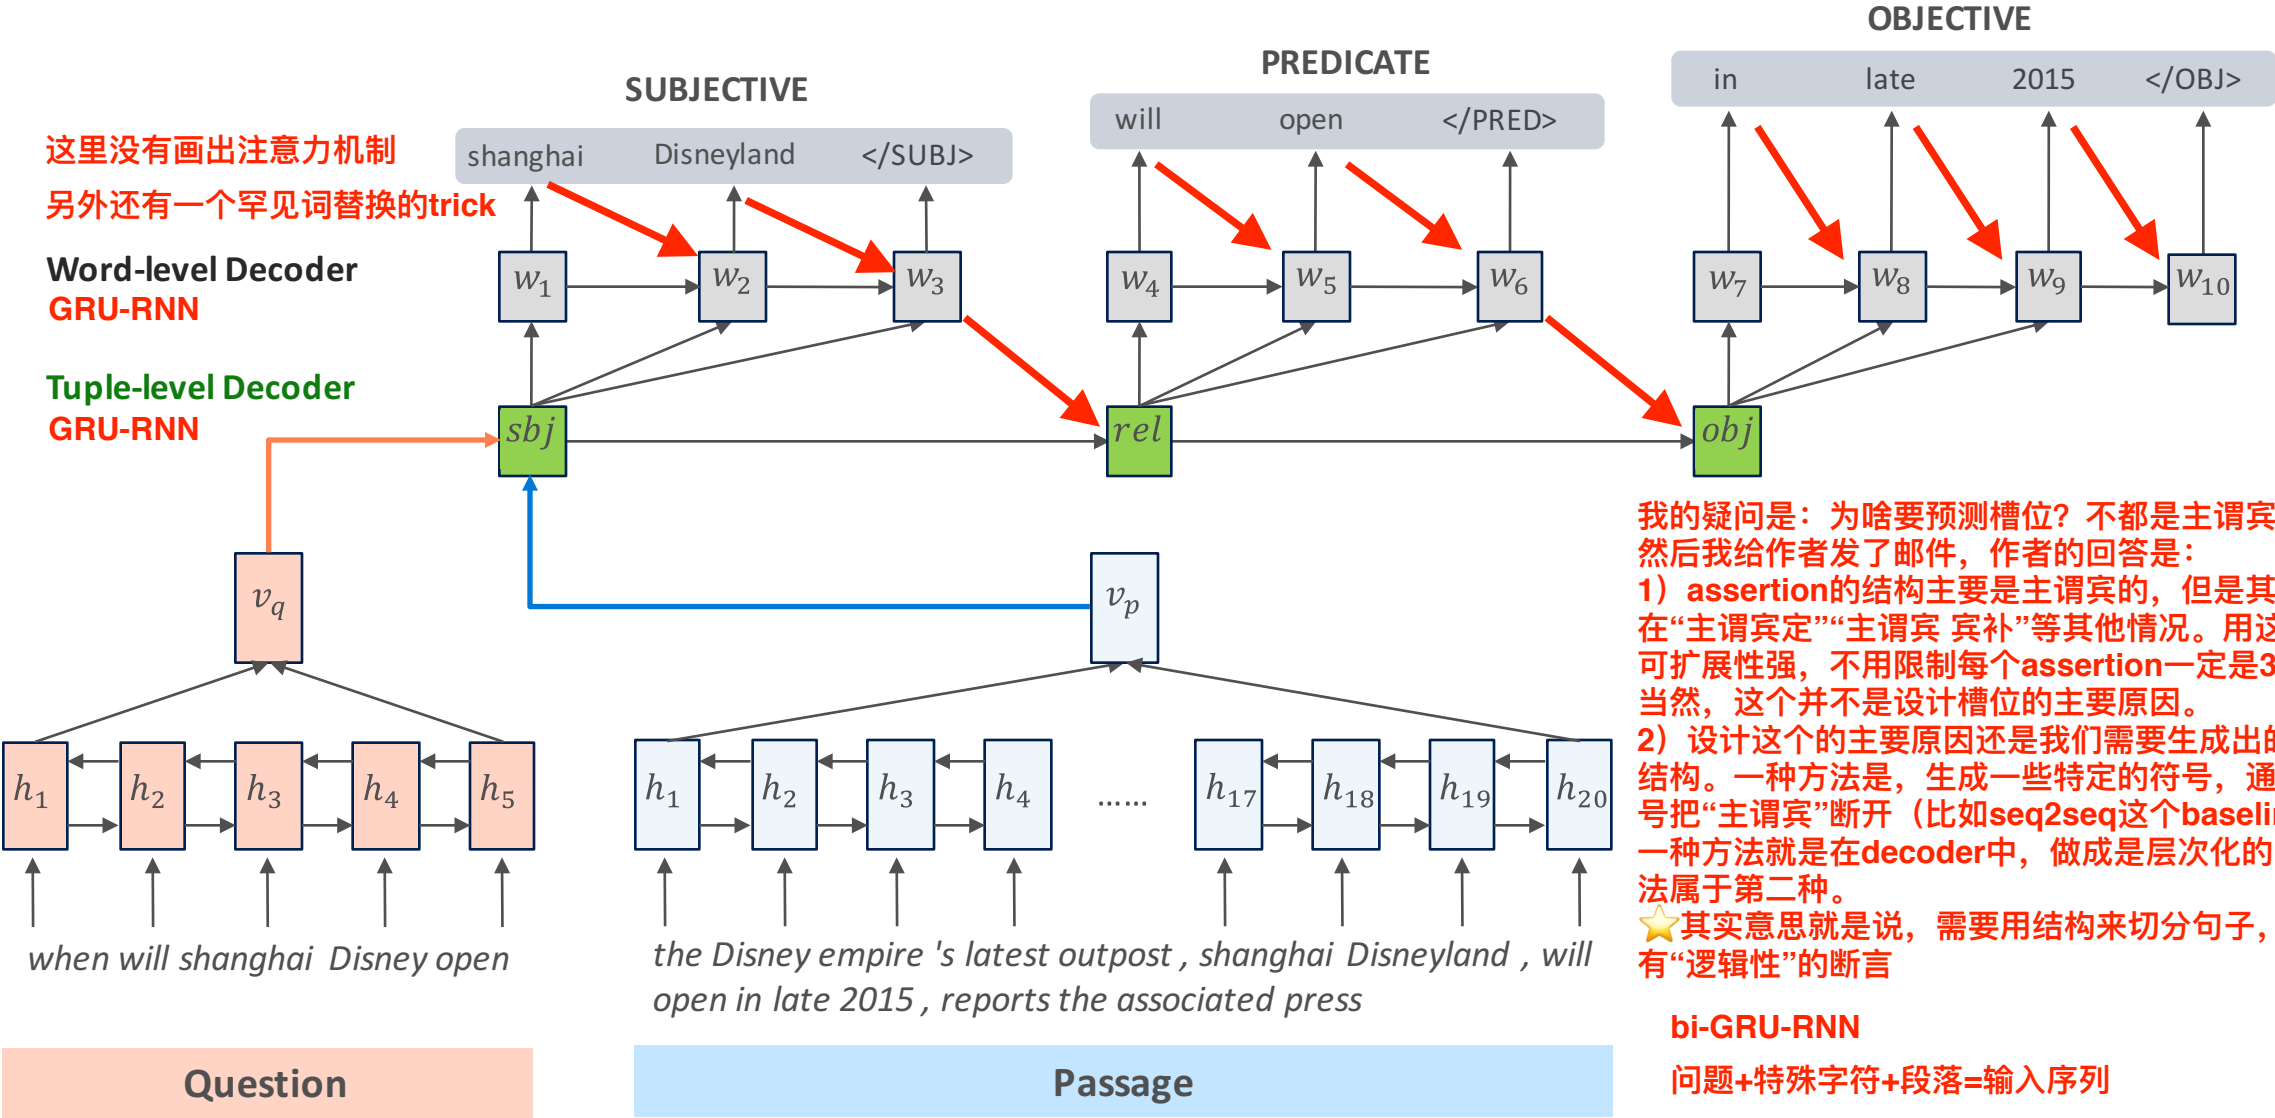 OBJECTIVE
in late 2015 </OBJ>
PREDICATE
will open </PRED>
SUBJECTIVE
shanghai Disneyland </SUBJ>
这里没有画出注意力机制
另外还有一个罕见词替换的trick
Word-level Decoder
GRU-RNN
w1 w2 w3 w4 w5 w6 w7 w8 w9 w10
Tuple-level Decoder
GRU-RNN
sbj rel obj
vq vp
我的疑问是：为啥要预测槽位？不都是主谓宾
然后我给作者发了邮件，作者的回答是：
1）assertion的结构主要是主谓宾的，但是其
在“主谓宾定”“主谓宾 宾补”等其他情况。用这
可扩展性强，不用限制每个assertion一定是3
当然，这个并不是设计槽位的主要原因。
2）设计这个的主要原因还是我们需要生成出的
结构。一种方法是，生成一些特定的符号，通
号把“主谓宾”断开（比如seq2seq这个baseli
一种方法就是在decoder中，做成是层次化的
法属于第二种。
⭐其实意思就是说，需要用结构来切分句子，
有“逻辑性”的断言
h1 h2 h3 h4 h5
h1 h2 h3 h4 ...... h17 h18 h19 h20
when will shanghai Disney open
the Disney empire 's latest outpost , shanghai Disneyland , will
open in late 2015 , reports the associated press
bi-GRU-RNN
问题+特殊字符+段落=输入序列
Question
Passage